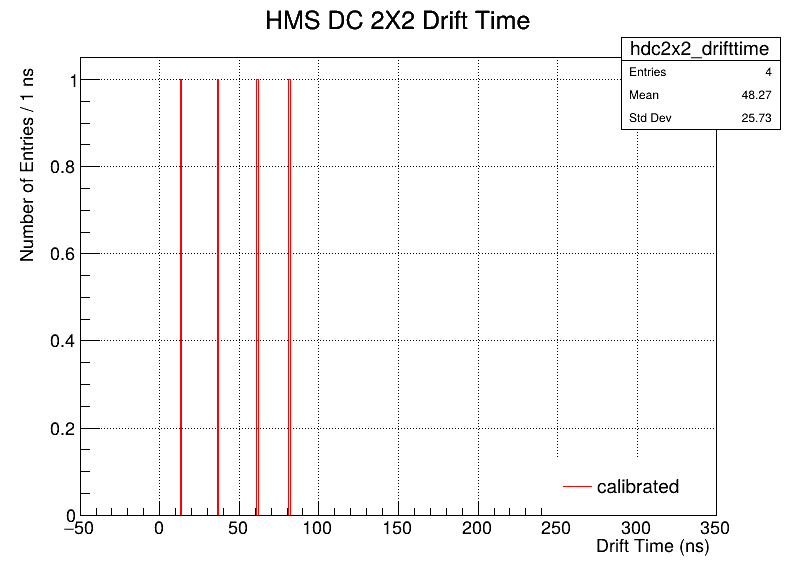 HMS DC 2X2 Drift Time
hdc2x2_drifttime
Entries 4
Mean 48.27
Std Dev 25.73
Number of Entries / 1 ns
1
0.8
0.6
0.4
0.2
0
calibrated
−50 0 50 100 150 200 250 300 350
Drift Time (ns)